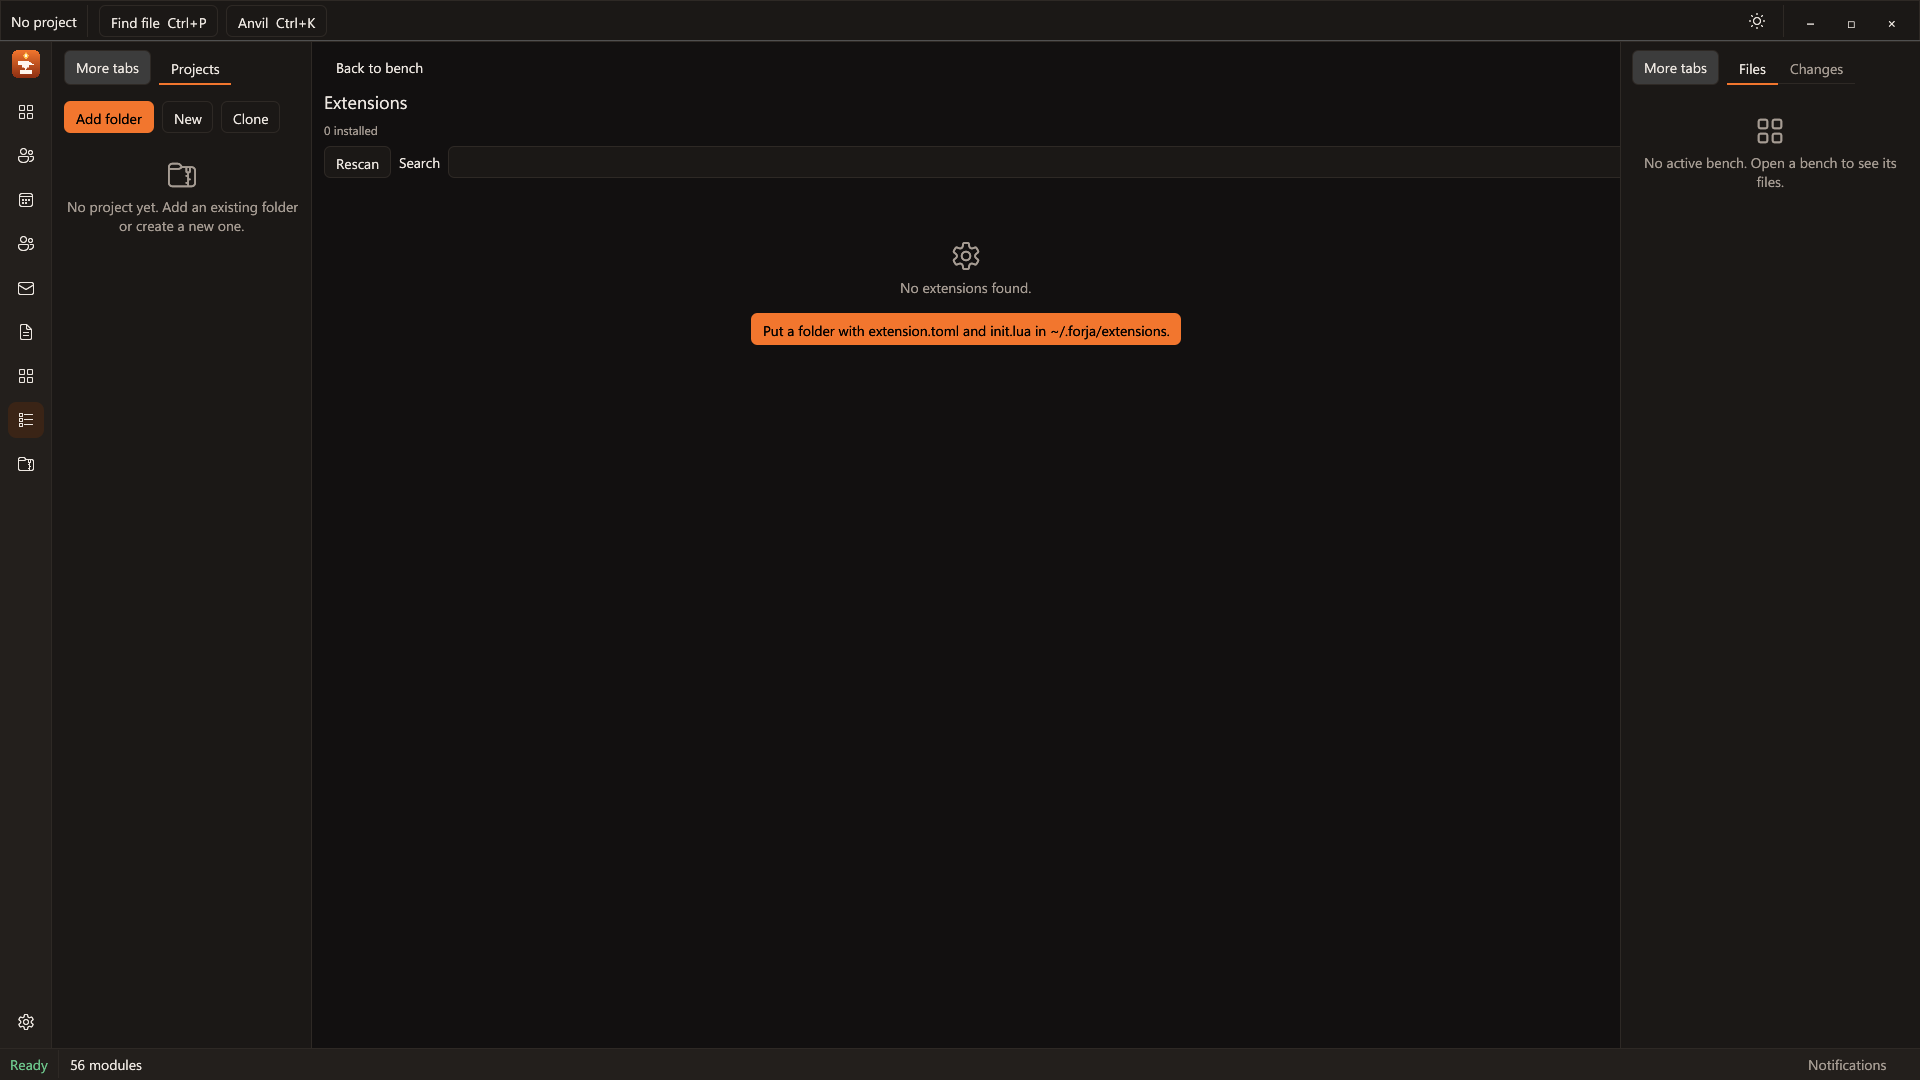 No project
Find file Ctrl+P
Anvil Ctrl+K
More tabs
Projects
Add folder
New
Clone
No project yet. Add an existing folder
or create a new one.
Back to bench
Extensions
0 installed
Rescan
Search
No extensions found.
Put a folder with extension.toml and init.lua in ~/.forja/extensions.
More tabs
Files
Changes
No active bench. Open a bench to see its
files.
Ready
56 modules
Notifications